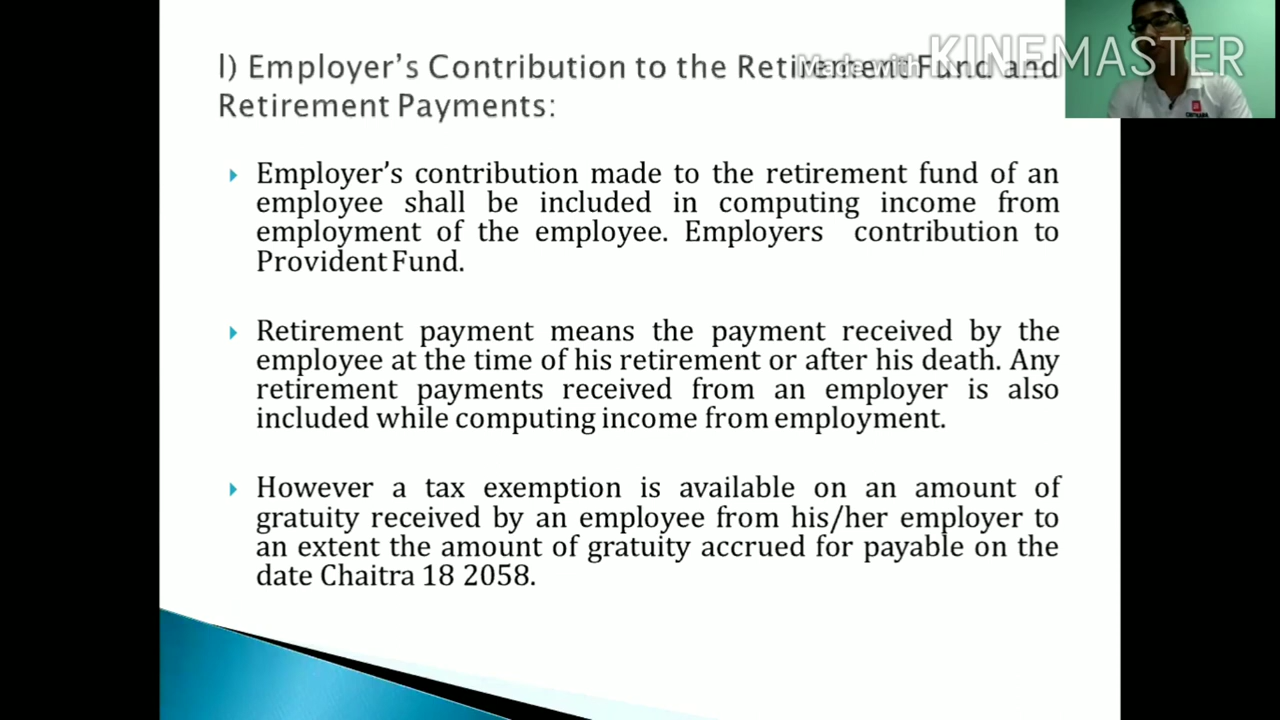 l) Employer's Contribution to the Retirement Fund and
Made with KINEMASTER
Retirement Payments:
Employer's contribution made to the retirement fund of an
employee shall be included in computing income from
employment of the employee. Employers contribution to
Provident Fund.
Retirement payment means the payment received by the
employee at the time of his retirement or after his death. Any
retirement payments received from an employer is also
included while computing income from employment.
However a tax exemption is available on an amount of
gratuity received by an employee from his/her employer to
an extent the amount of gratuity accrued for payable on the
date Chaitra 18 2058.